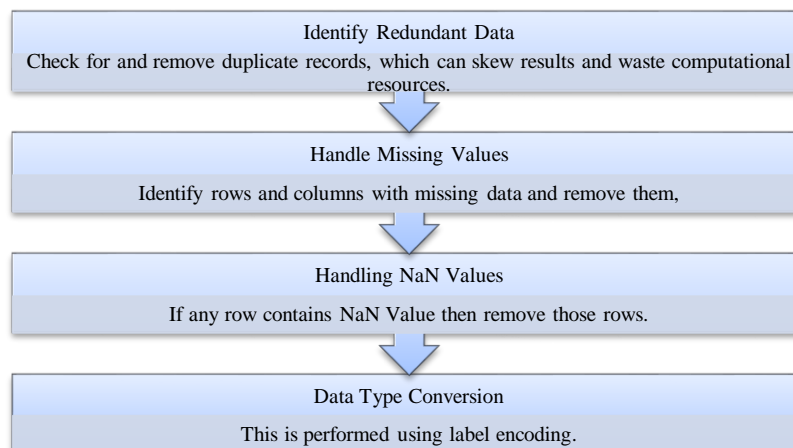 Identify Redundant Data
Check for and remove duplicate records, which can skew results and waste computational
resources.
Handle Missing Values
Identify rows and columns with missing data and remove them,
Handling NaN Values
If any row contains NaN Value then remove those rows.
Data Type Conversion
This is performed using label encoding.